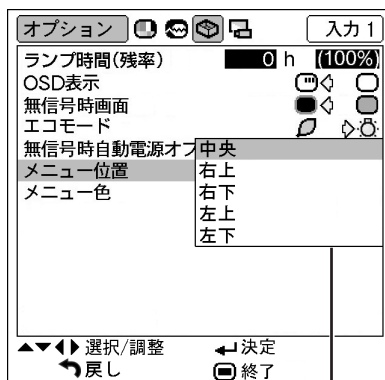 オプション 入力 1
ランプ時間(残率) 0 h (100%)
OSD表示
無信号時画面
エコモード
無信号時自動電源オフ
中央
メニュー位置
右上
メニュー色
右下
左上
左下
選択/調整 決定
戻し 終了